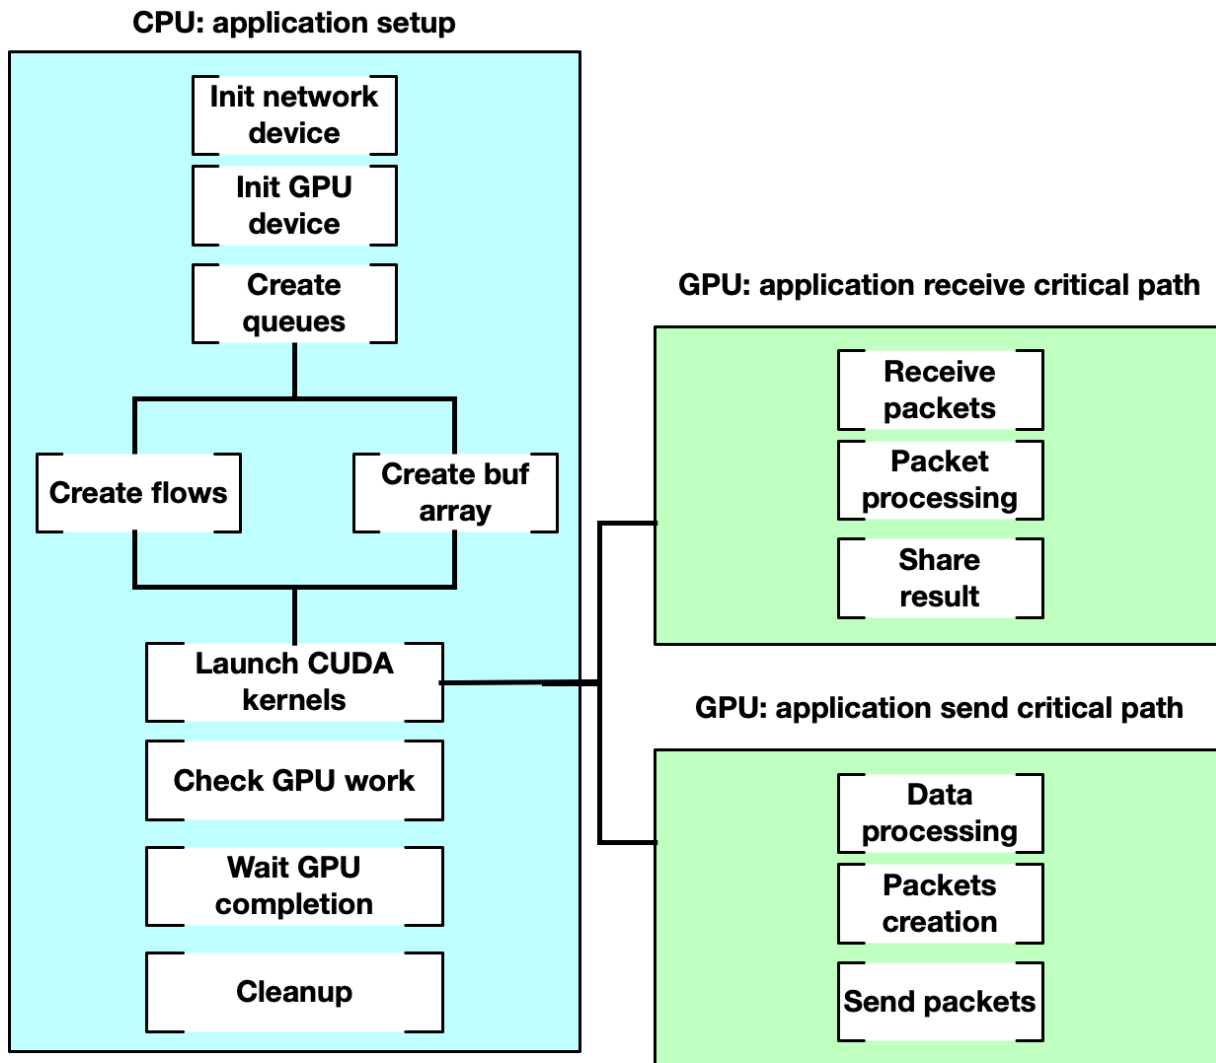 CPU: application setup
Init network
device
Init GPU
device
Create
queues
Create flows
Create buf
array
Launch CUDA
kernels
Check GPU work
Wait GPU
completion
Cleanup
GPU: application receive critical path
Receive
packets
Packet
processing
Share
result
GPU: application send critical path
Data
processing
Packets
creation
Send packets